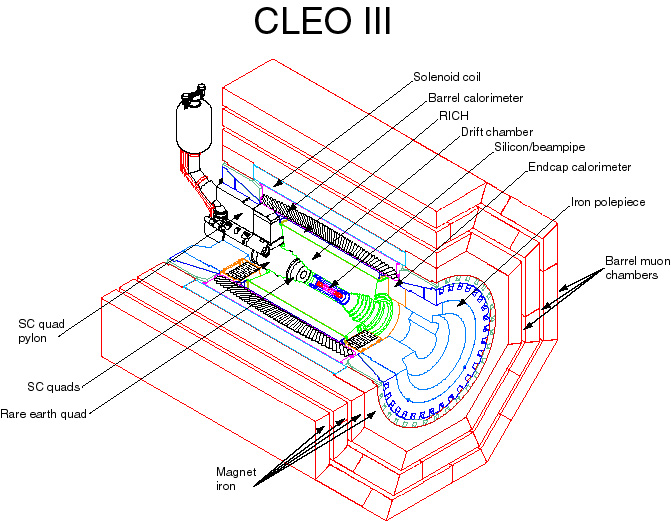 CLEO III
Solenoid coil
Barrel calorimeter
RICH
Drift chamber
Silicon/beampipe
Endcap calorimeter
Iron polepiece
Barrel muon
chambers
SC quad
pylon
SC quads
Rare earth quad
Magnet
iron